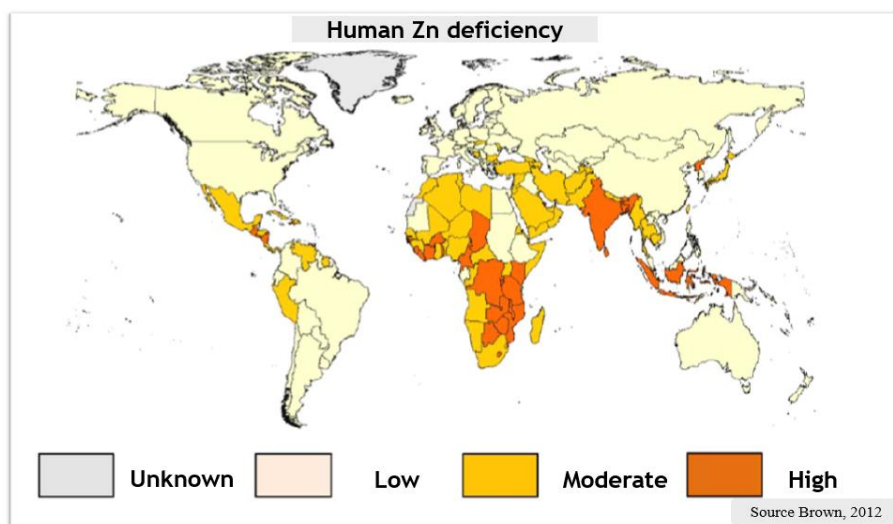 Human Zn deficiency
Unknown
Low
Moderate
High
Source Brown, 2012